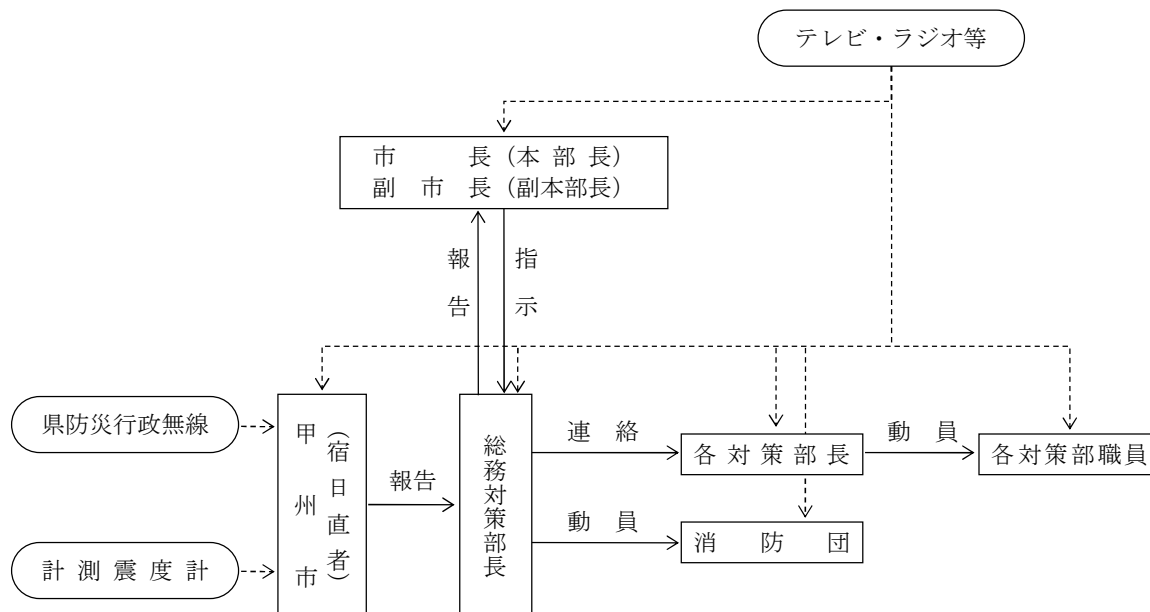 テレビ・ラジオ等
市長（本部長）
副市長（副本部長）
報告
指示
県防災行政無線
計測震度計
甲州市
（宿日直者）
報告
総務対策部長
連絡
各対策部長
動員
各対策部職員
動員
消防団